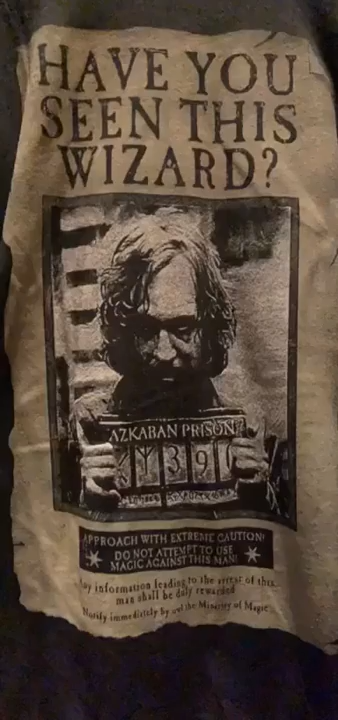 HAVE YOU
SEEN THIS
WIZARD?
AZKABAN PRISON
390
APPROACH WITH EXTREME CAUTION!
DO NOT ATTEMPT TO USE
MAGIC AGAINST THIS MAN!
Any information leading to the arrest of this
man shall be duly rewarded
Notify immediately by owl the Ministry of Magic